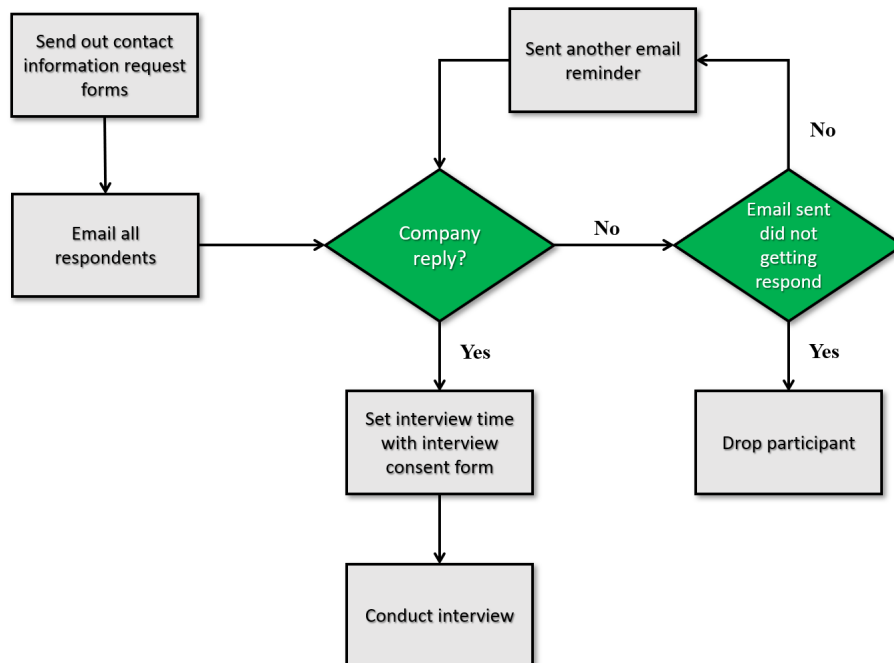 Send out contact
information request
forms
Sent another email
reminder
No
Email all
respondents
Company
reply?
No
Email sent
did not
getting
respond
Yes
Yes
Set interview time
with interview
consent form
Drop participant
Conduct interview